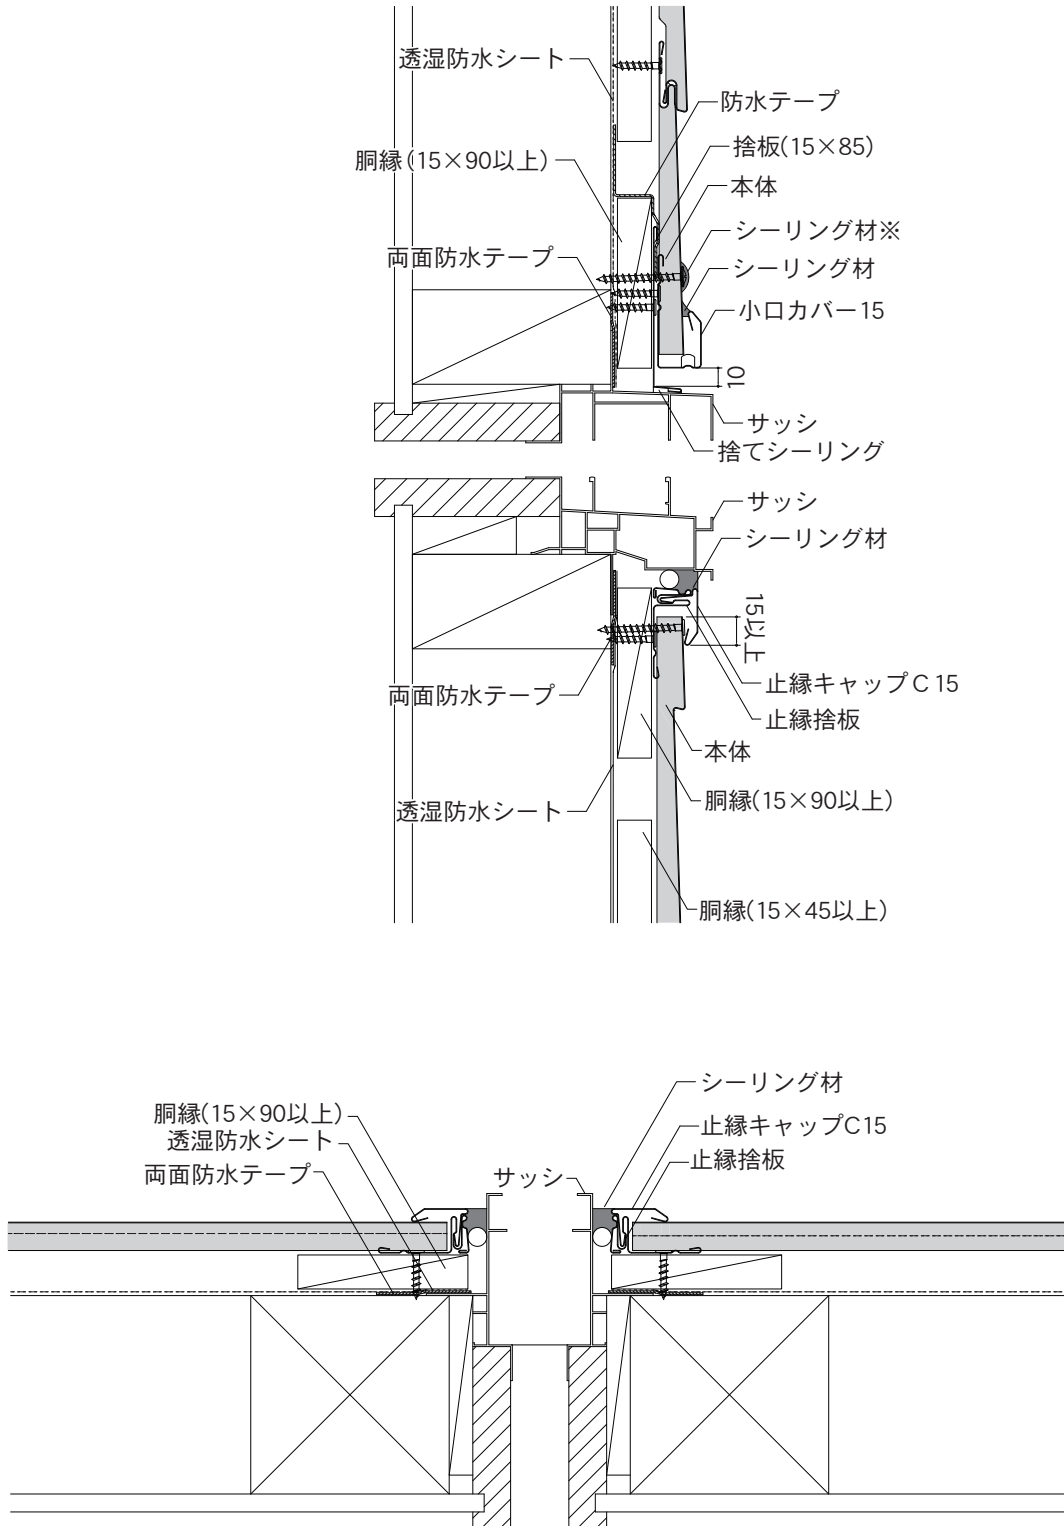 透湿防水シート
防水テープ
捨板(15×85)
胴縁(15×90以上)
本体
シーリング材※
両面防水テープ
シーリング材
小口カバー15
10
サッシ
捨てシーリング
サッシ
シーリング材
15以上
止縁キャップC15
両面防水テープ
止縁捨板
本体
胴縁(15×90以上)
透湿防水シート
胴縁(15×45以上)
シーリング材
胴縁(15×90以上)
止縁キャップC15
透湿防水シート
止縁捨板
両面防水テープ
サッシ